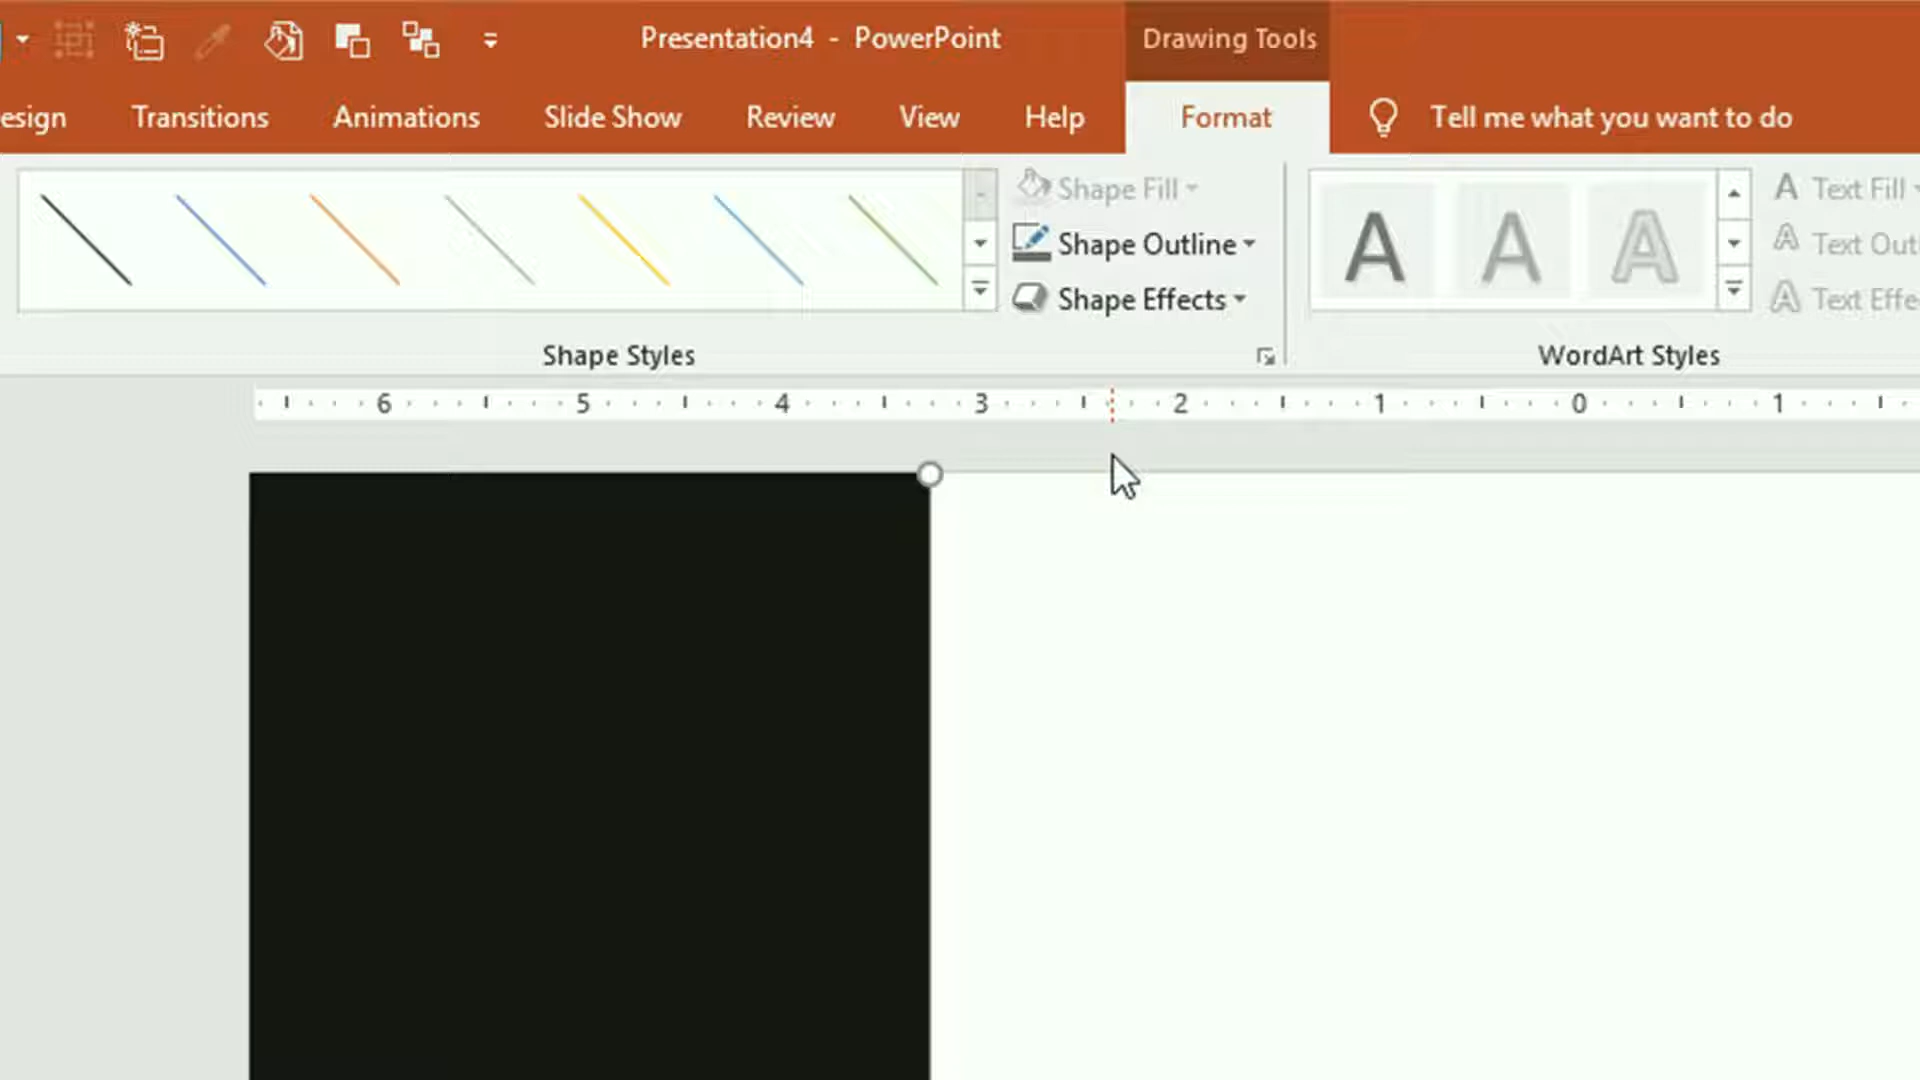 Presentation4 - PowerPoint
Drawing Tools
esign Transitions Animations Slide Show Review View Help Format Tell me what you want to do
Shape Fill
Shape Outline
Shape Effects
Shape Styles
A A A
A Text Fill
A Text Out
A Text Effe
WordArt Styles
6 5 4 3 2 1 0 1